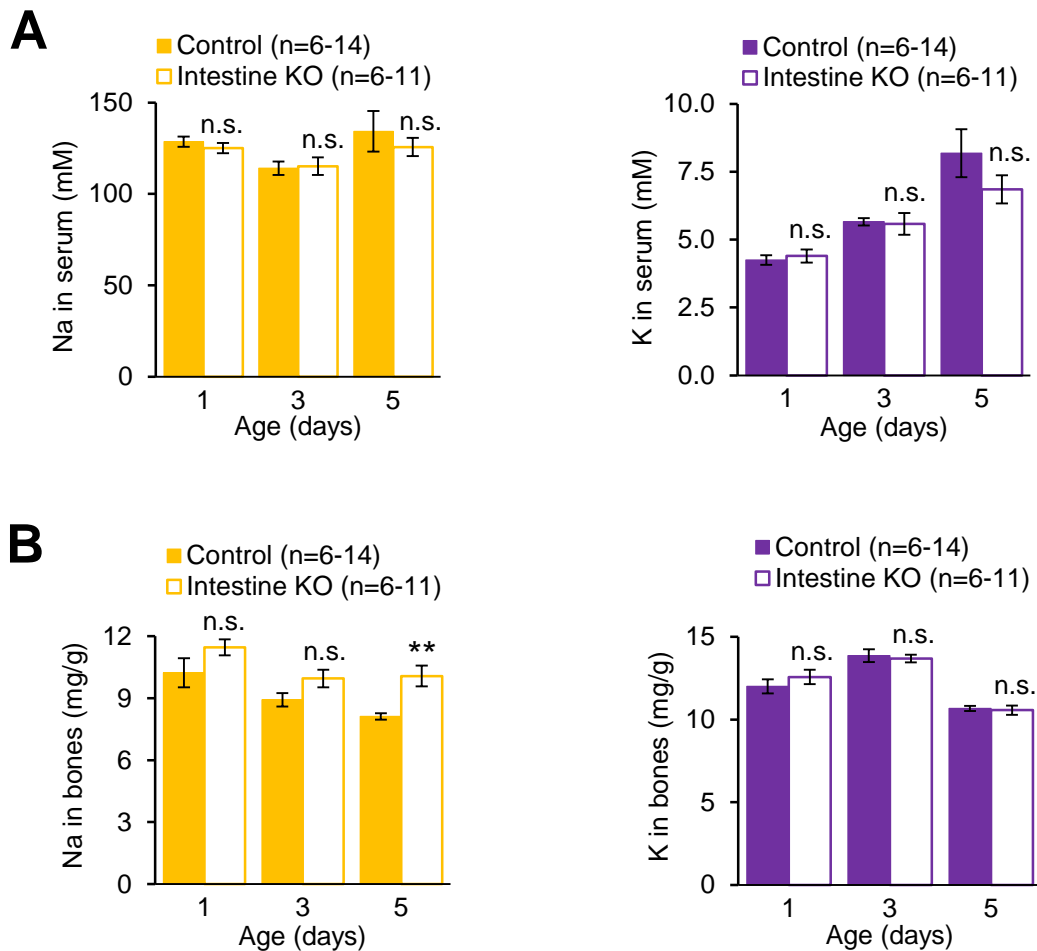 A
Control (n=6-14)
Intestine KO (n=6-11)
150
100
50
0
Na in serum (mM)
n.s.
n.s.
n.s.
1 3 5
Age (days)
Control (n=6-14)
Intestine KO (n=6-11)
10.0
7.5
5.0
2.5
0.0
K in serum (mM)
n.s.
n.s.
n.s.
1 3 5
Age (days)
B
Control (n=6-14)
Intestine KO (n=6-11)
12
9
6
3
0
Na in bones (mg/g)
n.s.
n.s.
**
1 3 5
Age (days)
Control (n=6-14)
Intestine KO (n=6-11)
15
10
5
0
K in bones (mg/g)
n.s.
n.s.
n.s.
1 3 5
Age (days)